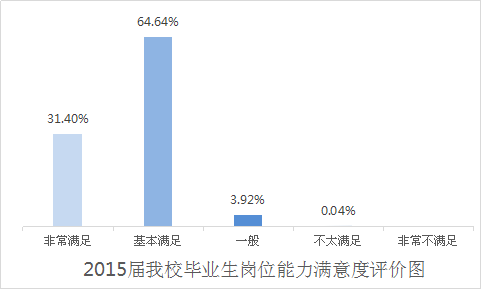 64.64%
31.40%
3.92%
0.04%
非常满足 基本满足 一般 不太满足 非常不满足
2015届我校毕业生岗位能力满意度评价图